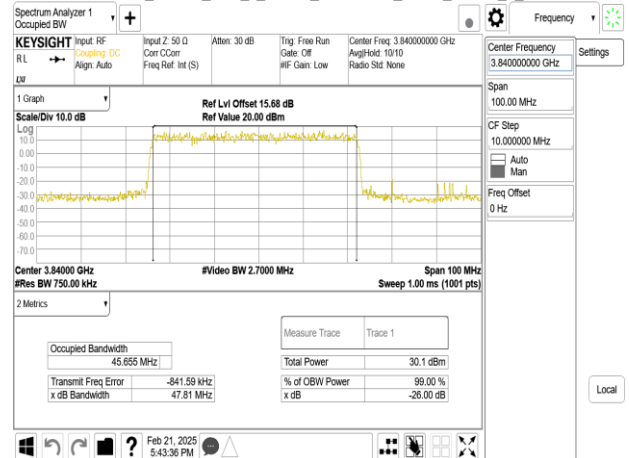 Spectrum Analyzer 1
Occupied BW
Frequency
KEYSIGHT
Input: RF
Coupling: DC
Align: Auto
Input Z: 50 Ω
Corr CCorr
Freq Ref: Int (S)
Atten: 30 dB
Trig: Free Run
Gate: Off
#IF Gain: Low
Center Freq: 3.840000000 GHz
Avg|Hold: 10/10
Radio Std: None
RL
LXI
Center Frequency
3.840000000 GHz
Settings
Span
100.00 MHz
CF Step
10.000000 MHz
Auto
Man
Freq Offset
0 Hz
Local
1 Graph
Scale/Div 10.0 dB
Ref Lvl Offset 15.68 dB
Ref Value 20.00 dBm
Log
10.0
0.00
-10.0
-20.0
-30.0
-40.0
-50.0
-60.0
-70.0
Center 3.84000 GHz
#Video BW 2.7000 MHz
Span 100 MHz
#Res BW 750.00 kHz
Sweep 1.00 ms (1001 pts)
2 Metrics
Measure Trace
Trace 1
Occupied Bandwidth
45.655 MHz
Total Power
30.1 dBm
Transmit Freq Error
-841.59 kHz
% of OBW Power
99.00 %
x dB Bandwidth
47.81 MHz
x dB
-26.00 dB
?
Feb 21, 2025
5:43:36 PM